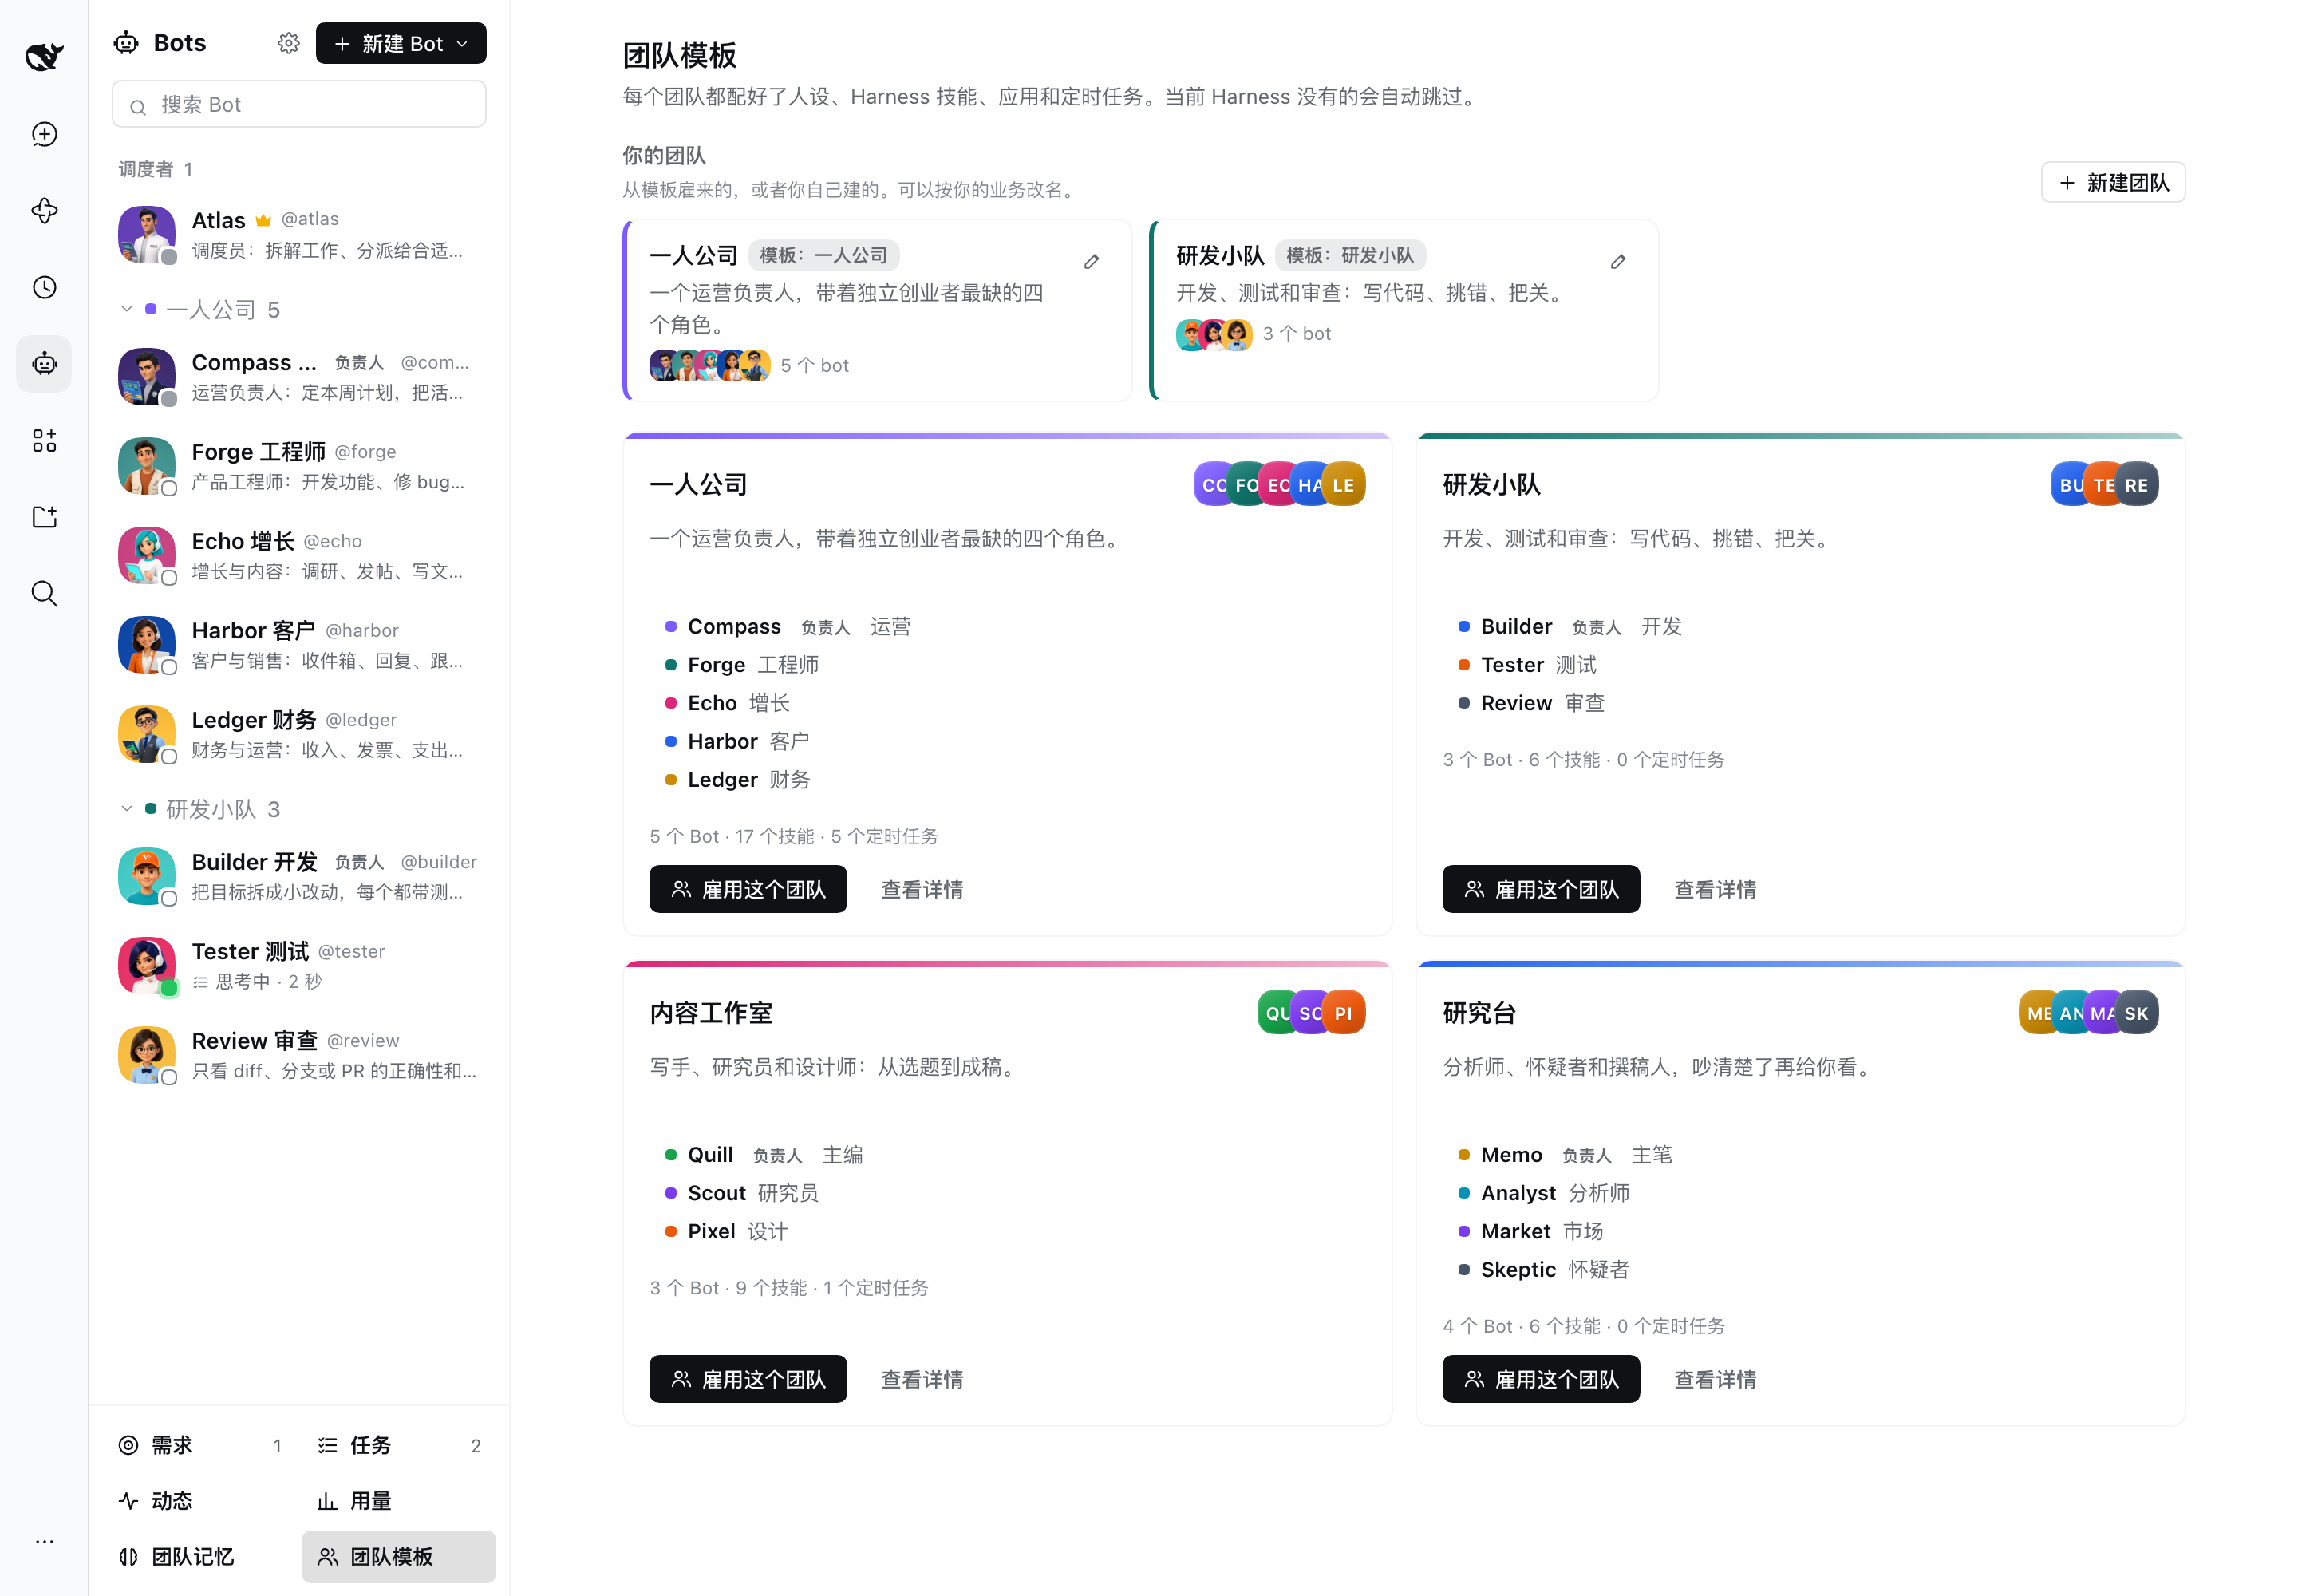 Bots
新建 Bot
搜索 Bot
调度者 1
Atlas @atlas
调度员：拆解工作、分派给合适...
一人公司 5
Compass ... 负责人 @com...
运营负责人：定本周计划，把活...
Forge 工程师 @forge
产品工程师：开发功能、修 bug...
Echo 增长 @echo
增长与内容：调研、发帖、写文...
Harbor 客户 @harbor
客户与销售：收件箱、回复、跟...
Ledger 财务 @ledger
财务与运营：收入、发票、支出...
研发小队 3
Builder 开发 负责人 @builder
把目标拆成小改动，每个都带测...
Tester 测试 @tester
思考中 · 2 秒
Review 审查 @review
只看 diff、分支或 PR 的正确性和...
需求 1 任务 2
动态 用量
团队记忆 团队模板
团队模板
每个团队都配好了人设、Harness 技能、应用和定时任务。当前 Harness 没有的会自动跳过。
你的团队
从模板雇来的，或者你自己建的。可以按你的业务改名。
新建团队
一人公司 模板：一人公司
一个运营负责人，带着独立创业者最缺的四
个角色。
5 个 bot
研发小队 模板：研发小队
开发、测试和审查：写代码、挑错、把关。
3 个 bot
一人公司 CO FO EC HA LE
一个运营负责人，带着独立创业者最缺的四个角色。
Compass 负责人 运营
Forge 工程师
Echo 增长
Harbor 客户
Ledger 财务
5 个 Bot · 17 个技能 · 5 个定时任务
雇用这个团队 查看详情
研发小队 BU TE RE
开发、测试和审查：写代码、挑错、把关。
Builder 负责人 开发
Tester 测试
Review 审查
3 个 Bot · 6 个技能 · 0 个定时任务
雇用这个团队 查看详情
内容工作室 QU SC PI
写手、研究员和设计师：从选题到成稿。
Quill 负责人 主编
Scout 研究员
Pixel 设计
3 个 Bot · 9 个技能 · 1 个定时任务
雇用这个团队 查看详情
研究台 ME AN MA SK
分析师、怀疑者和撰稿人，吵清楚了再给你看。
Memo 负责人 主笔
Analyst 分析师
Market 市场
Skeptic 怀疑者
4 个 Bot · 6 个技能 · 0 个定时任务
雇用这个团队 查看详情